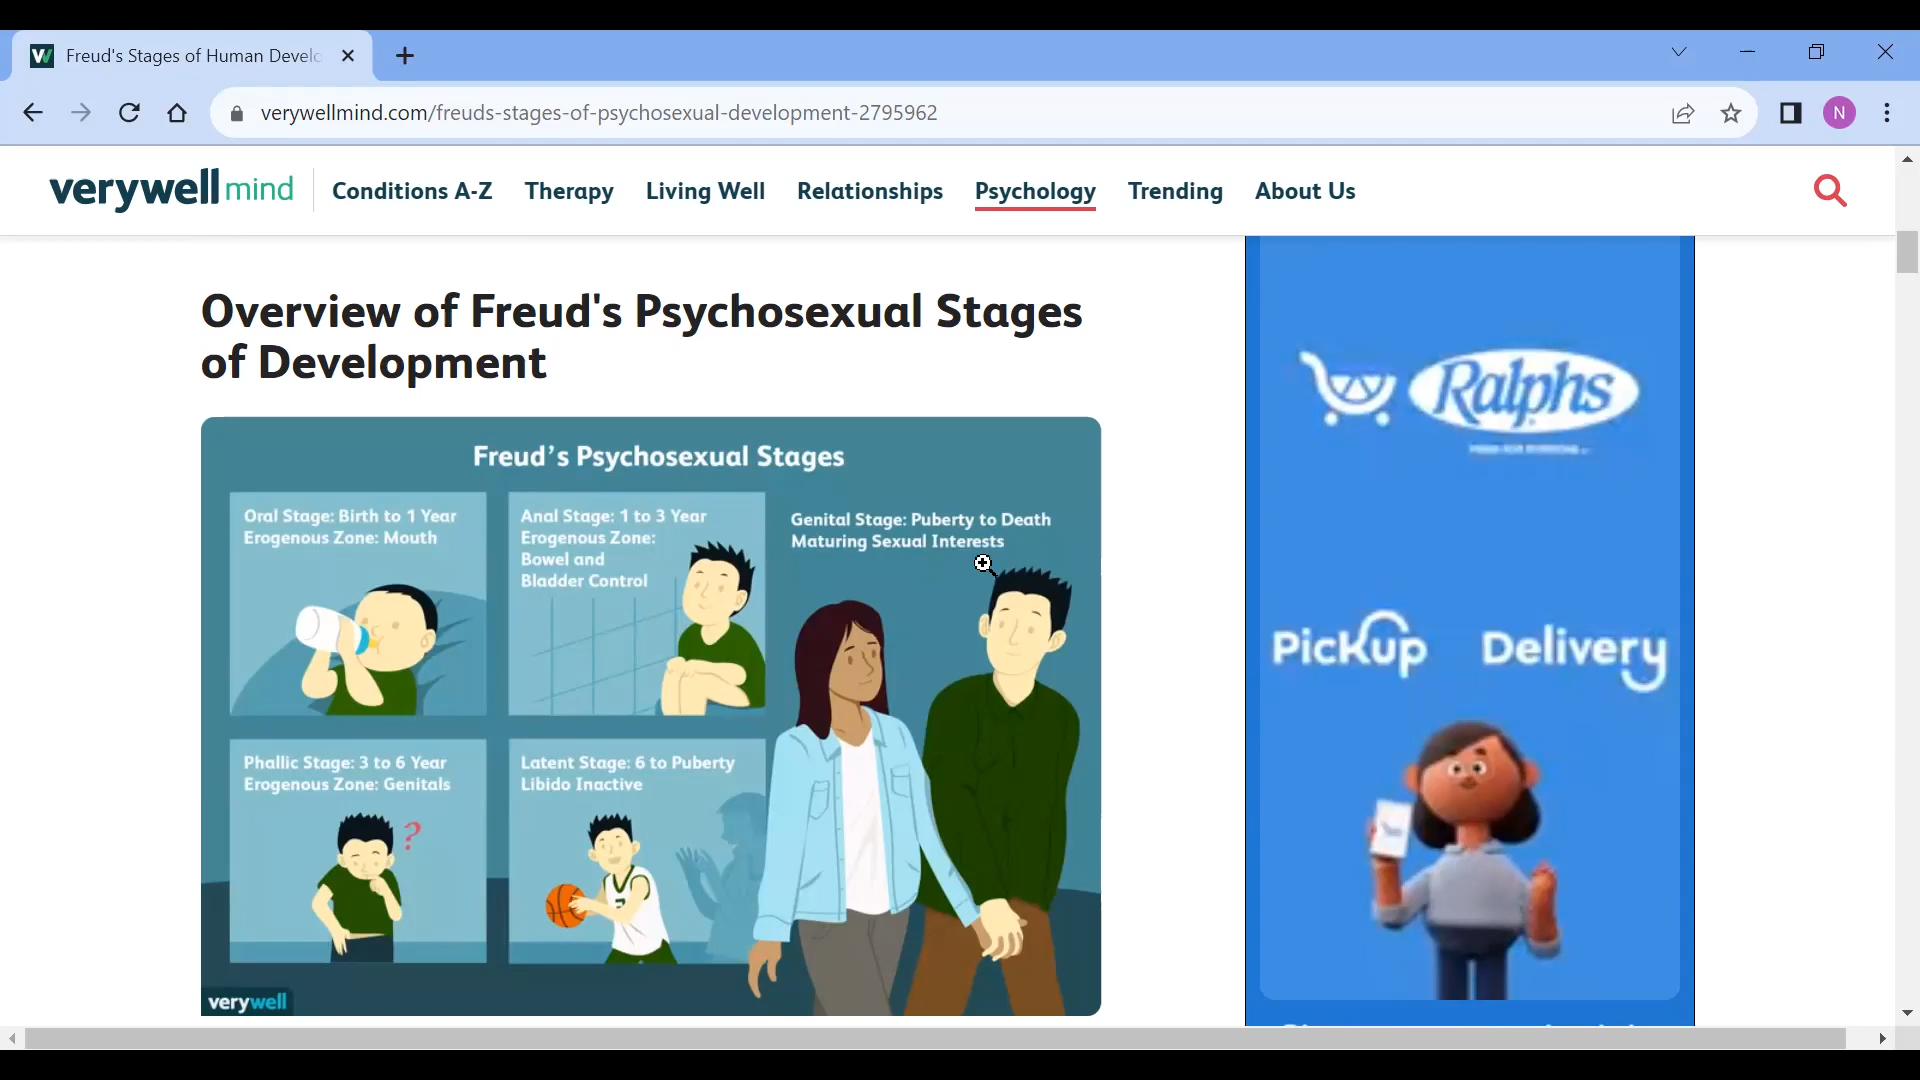 Freud's Stages of Human Develo
verywellmind.com/freuds-stages-of-psychosexual-development-2795962
N
verywell mind
Conditions A-Z
Therapy
Living Well
Relationships
Psychology
Trending
About Us
Overview of Freud's Psychosexual Stages
of Development
Freud’s Psychosexual Stages
Oral Stage: Birth to 1 Year
Erogenous Zone: Mouth
Anal Stage: 1 to 3 Year
Erogenous Zone:
Bowel and
Bladder Control
Genital Stage: Puberty to Death
Maturing Sexual Interests
Phallic Stage: 3 to 6 Year
Erogenous Zone: Genitals
?
Latent Stage: 6 to Puberty
Libido Inactive
verywell
Ralphs
Pickup
Delivery